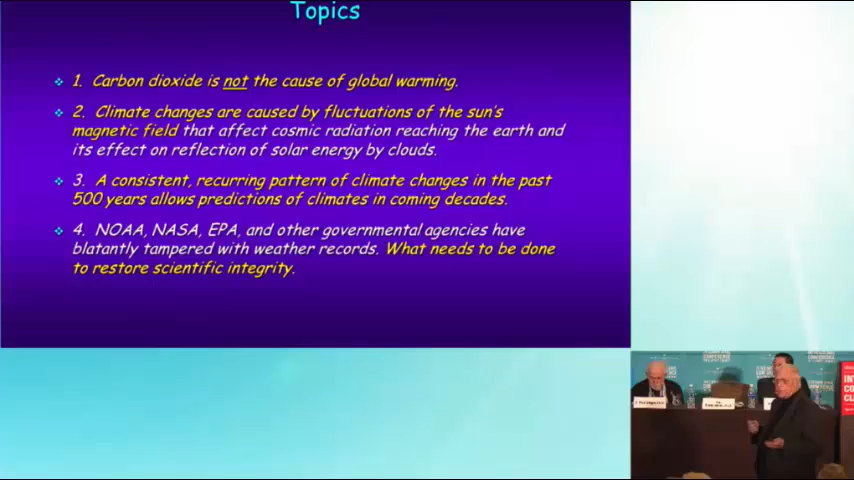 Topics
1. Carbon dioxide is not the cause of global warming.
2. Climate changes are caused by fluctuations of the sun's
magnetic field that affect cosmic radiation reaching the earth and
its effect on reflection of solar energy by clouds.
3. A consistent, recurring pattern of climate changes in the past
500 years allows predictions of climates in coming decades.
4. NOAA, NASA, EPA, and other governmental agencies have
blatantly tampered with weather records. What needs to be done
to restore scientific integrity.